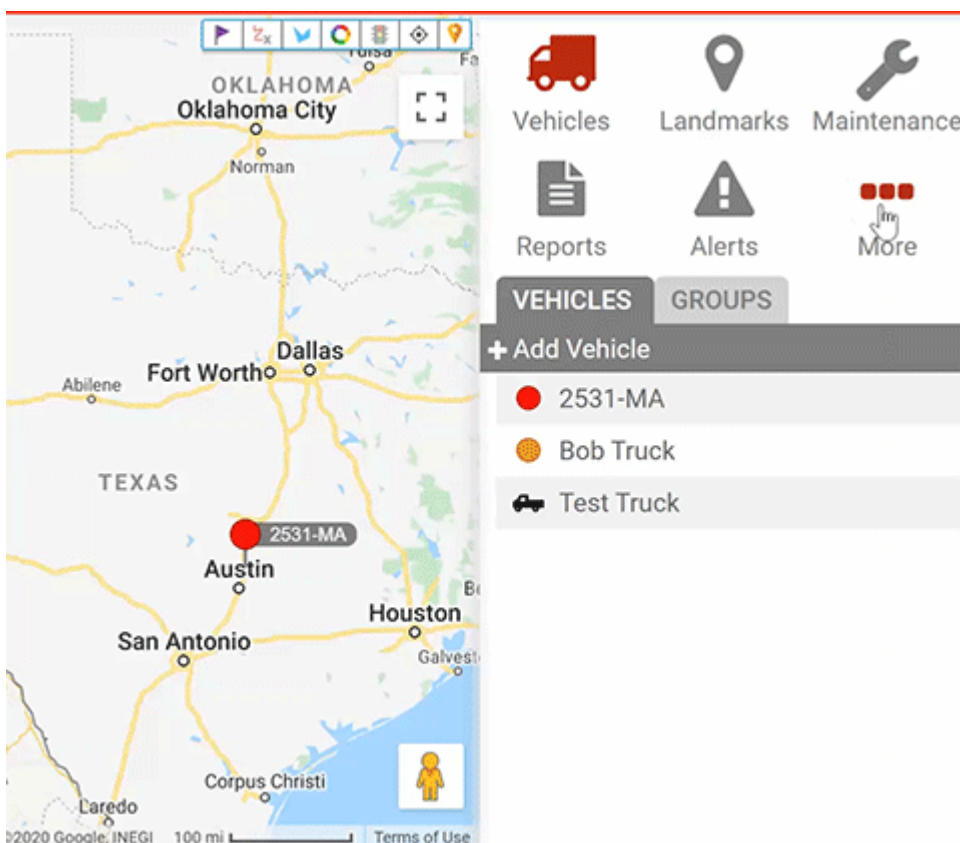 Tulsa
OKLAHOMA
Oklahoma City
Norman
Dallas
Fort Worth
Abilene
TEXAS
2531-MA
Austin
Houston
San Antonio
Corpus Christi
Laredo
©2020 Google, INEGI 100 mi Terms of Use
Vehicles Landmarks Maintenance
Reports Alerts More
VEHICLES GROUPS
+ Add Vehicle
2531-MA
Bob Truck
Test Truck